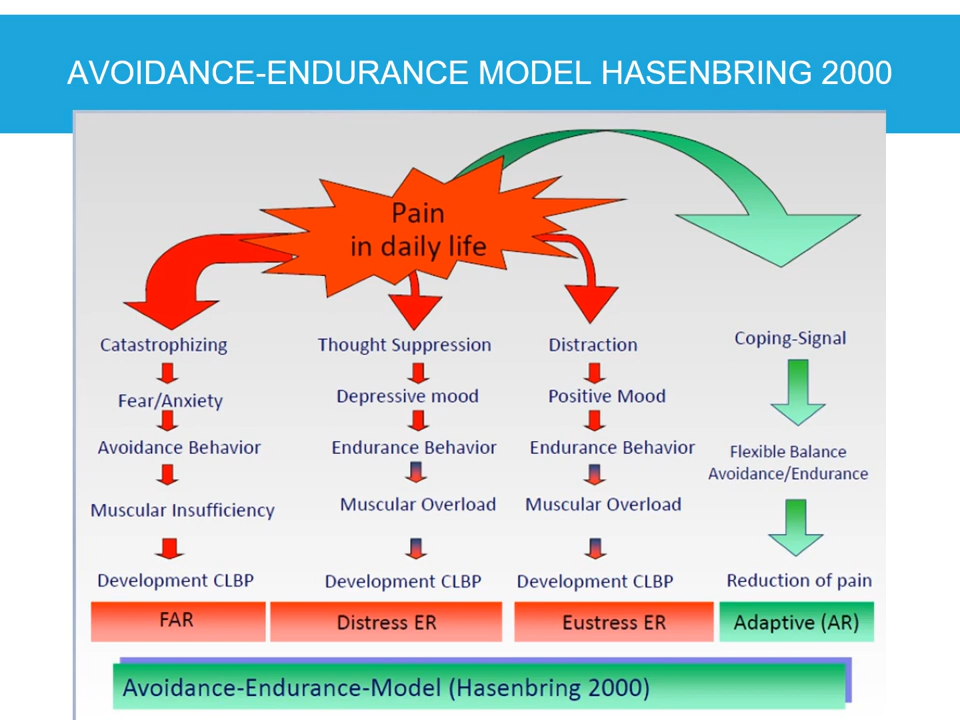 AVOIDANCE-ENDURANCE MODEL HASENBRING 2000
Pain
in daily life
Catastrophizing
Fear/Anxiety
Avoidance Behavior
Muscular Insufficiency
Development CLBP
FAR
Thought Suppression
Depressive mood
Endurance Behavior
Muscular Overload
Development CLBP
Distress ER
Distraction
Positive Mood
Endurance Behavior
Muscular Overload
Development CLBP
Eustress ER
Coping-Signal
Flexible Balance
Avoidance/Endurance
Reduction of pain
Adaptive (AR)
Avoidance-Endurance-Model (Hasenbring 2000)